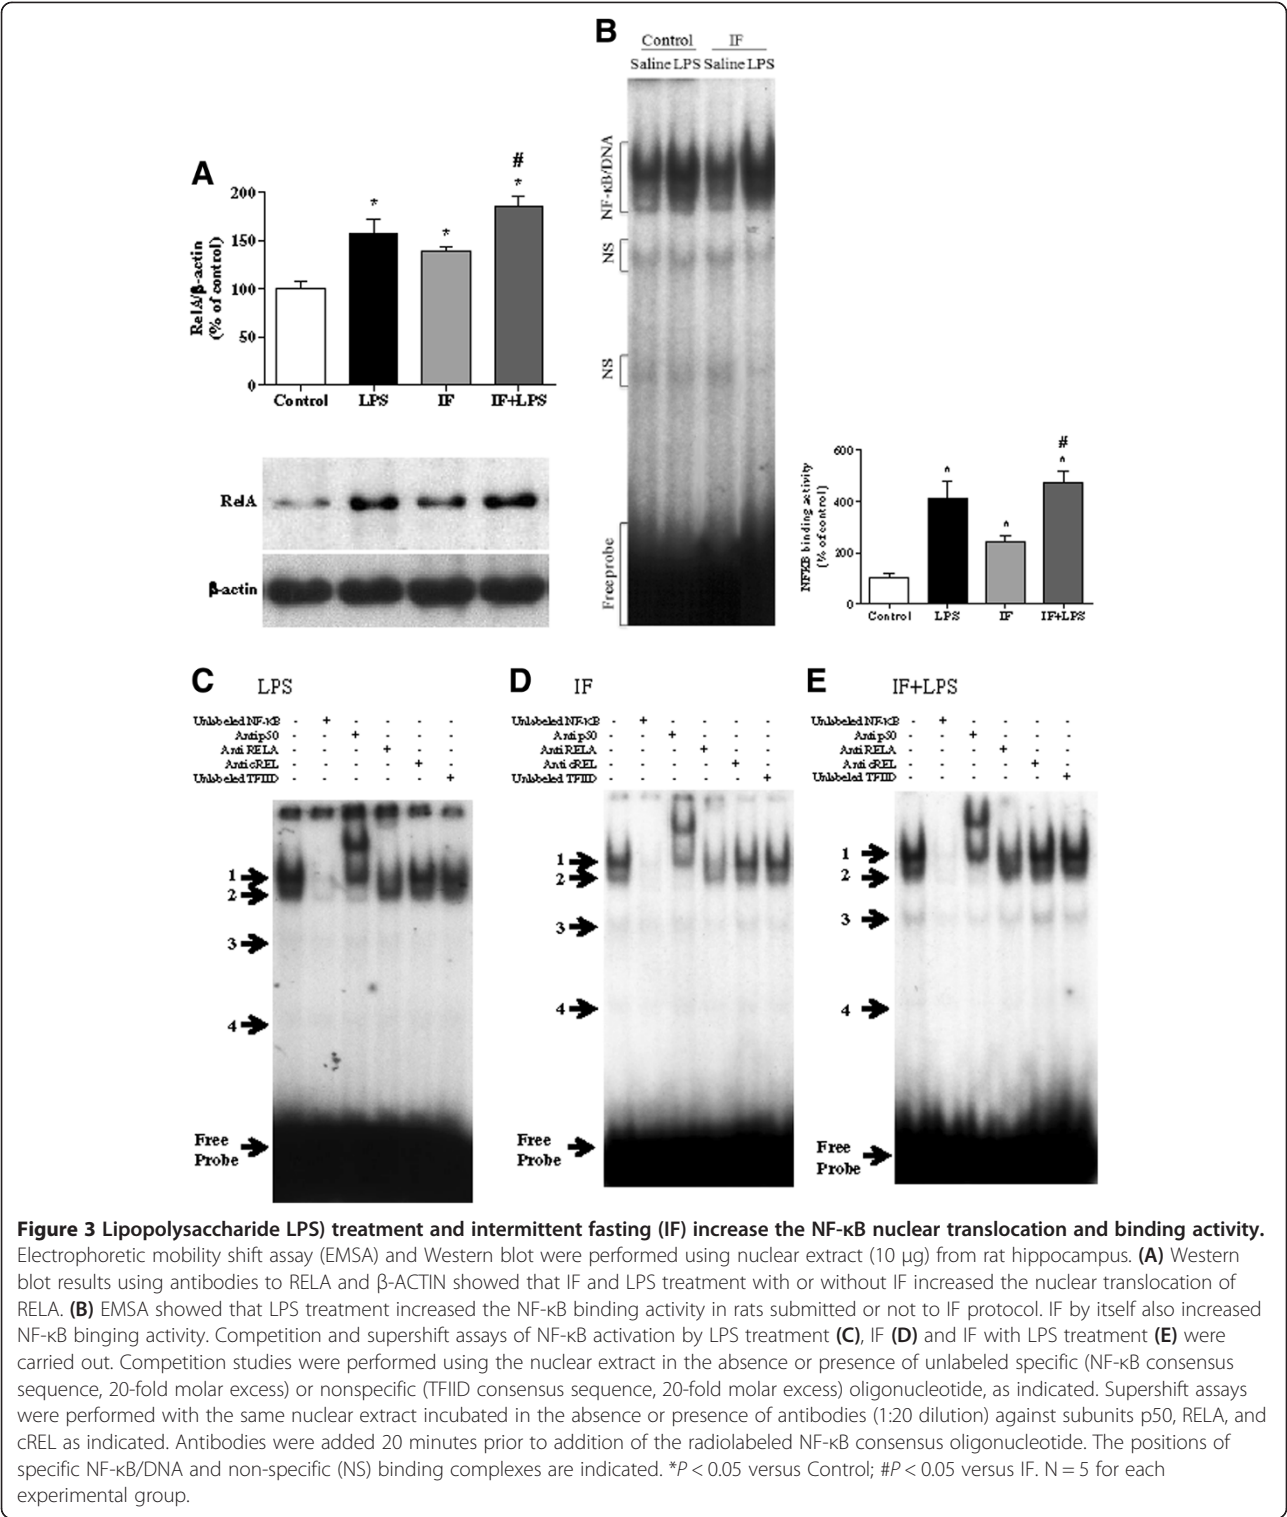 A
200
150
100
50
0
RelA/β-actin
(% of control)
*
*
#
*
Control LPS IF IF+LPS
RelA
β-actin
B
Control IF
Saline LPS Saline LPS
NF-κB/DNA
NS
NS
Free probe
600
400
200
0
NFKB binding activity
(% of control)
*
*
#
*
Control LPS IF IF+LPS
C LPS
Unlabeled NF-κB - + - - - -
Anti p50 - - + - - -
Anti RELA - - - + - -
Anti cREL - - - - + -
Unlabeled TFIID - - - - - +
1
2
3
4
Free
Probe
D IF
Unlabeled NF-κB - + - - - -
Anti p50 - - + - - -
Anti RELA - - - + - -
Anti cREL - - - - + -
Unlabeled TFIID - - - - - +
1
2
3
4
Free
Probe
E IF+LPS
Unlabeled NF-κB - + - - - -
Anti p50 - - + - - -
Anti RELA - - - + - -
Anti cREL - - - - + -
Unlabeled TFIID - - - - - +
1
2
3
4
Free
Probe
Figure 3 Lipopolysaccharide LPS) treatment and intermittent fasting (IF) increase the NF-κB nuclear translocation and binding activity.
Electrophoretic mobility shift assay (EMSA) and Western blot were performed using nuclear extract (10 μg) from rat hippocampus. (A) Western
blot results using antibodies to RELA and β-ACTIN showed that IF and LPS treatment with or without IF increased the nuclear translocation of
RELA. (B) EMSA showed that LPS treatment increased the NF-κB binding activity in rats submitted or not to IF protocol. IF by itself also increased
NF-κB binging activity. Competition and supershift assays of NF-κB activation by LPS treatment (C), IF (D) and IF with LPS treatment (E) were
carried out. Competition studies were performed using the nuclear extract in the absence or presence of unlabeled specific (NF-κB consensus
sequence, 20-fold molar excess) or nonspecific (TFIID consensus sequence, 20-fold molar excess) oligonucleotide, as indicated. Supershift assays
were performed with the same nuclear extract incubated in the absence or presence of antibodies (1:20 dilution) against subunits p50, RELA, and
cREL as indicated. Antibodies were added 20 minutes prior to addition of the radiolabeled NF-κB consensus oligonucleotide. The positions of
specific NF-κB/DNA and non-specific (NS) binding complexes are indicated. *P < 0.05 versus Control; #P < 0.05 versus IF. N = 5 for each
experimental group.